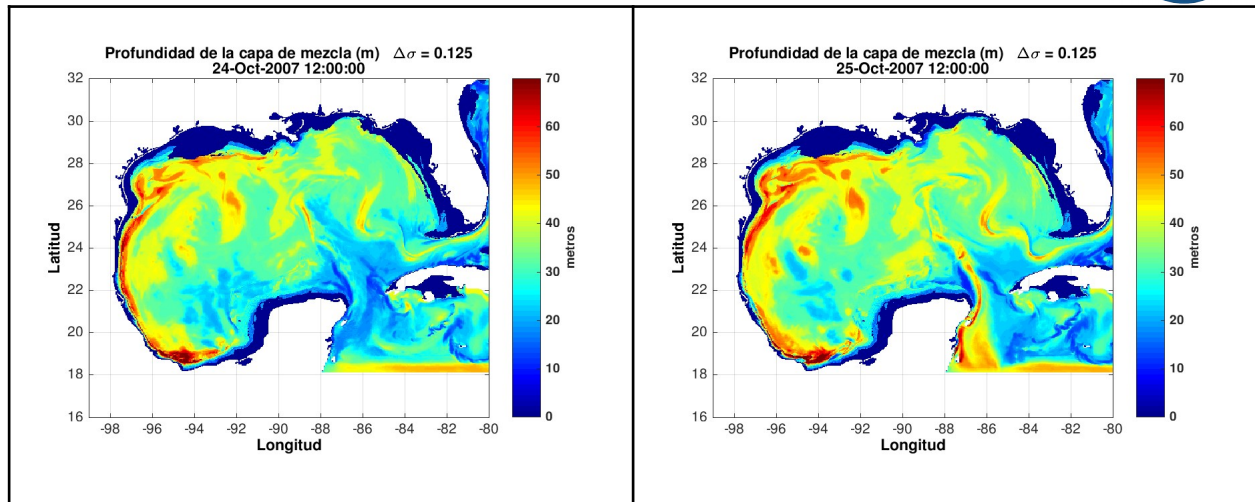 Profundidad de la capa de mezcla (m) Δσ = 0.125
24-Oct-2007 12:00:00
32
30
28
26
24
22
20
18
16
Latitud
-98 -96 -94 -92 -90 -88 -86 -84 -82 -80
Longitud
70
60
50
40
30
20
10
0
metros
Profundidad de la capa de mezcla (m) Δσ = 0.125
25-Oct-2007 12:00:00
32
30
28
26
24
22
20
18
16
Latitud
-98 -96 -94 -92 -90 -88 -86 -84 -82 -80
Longitud
70
60
50
40
30
20
10
0
metros